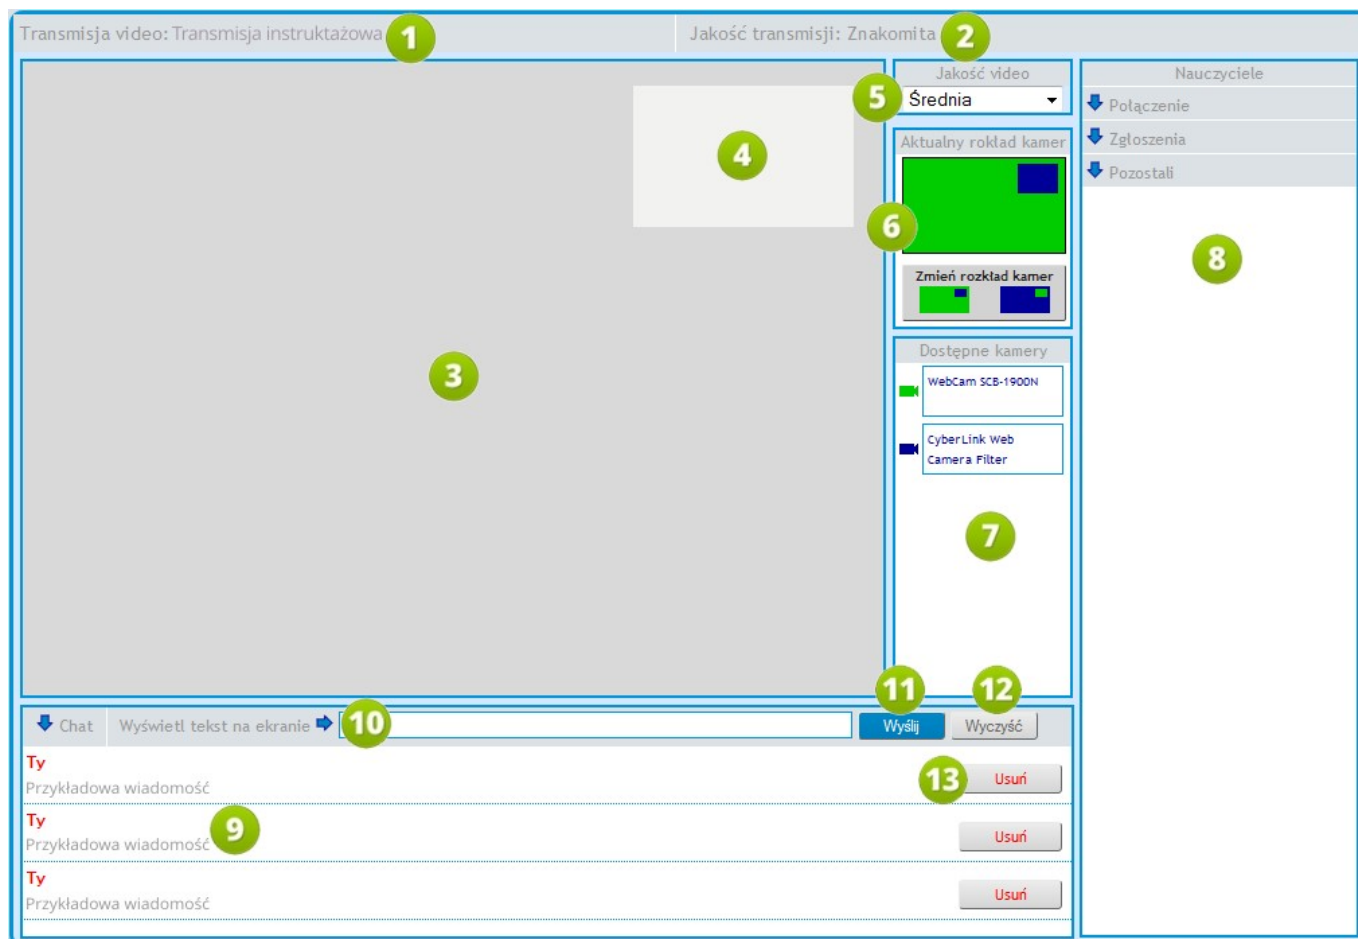 Transmisja video: Transmisja instruktażowa 1
Jakość transmisji: Znakomita 2
Jakość video
5 Średnia
Nauczyciele
Połączenie
Zgłoszenia
Pozostali
8
4
3
Aktualny rokład kamer
6
Zmień rozkład kamer
Dostępne kamery
WebCam SCB-1900N
CyberLink Web
Camera Filter
7
11
12
Chat Wyświetl tekst na ekranie 10 Wyślij Wyczyść
Ty
Przykładowa wiadomość
13 Usuń
Ty
Przykładowa wiadomość 9
Usuń
Ty
Przykładowa wiadomość
Usuń